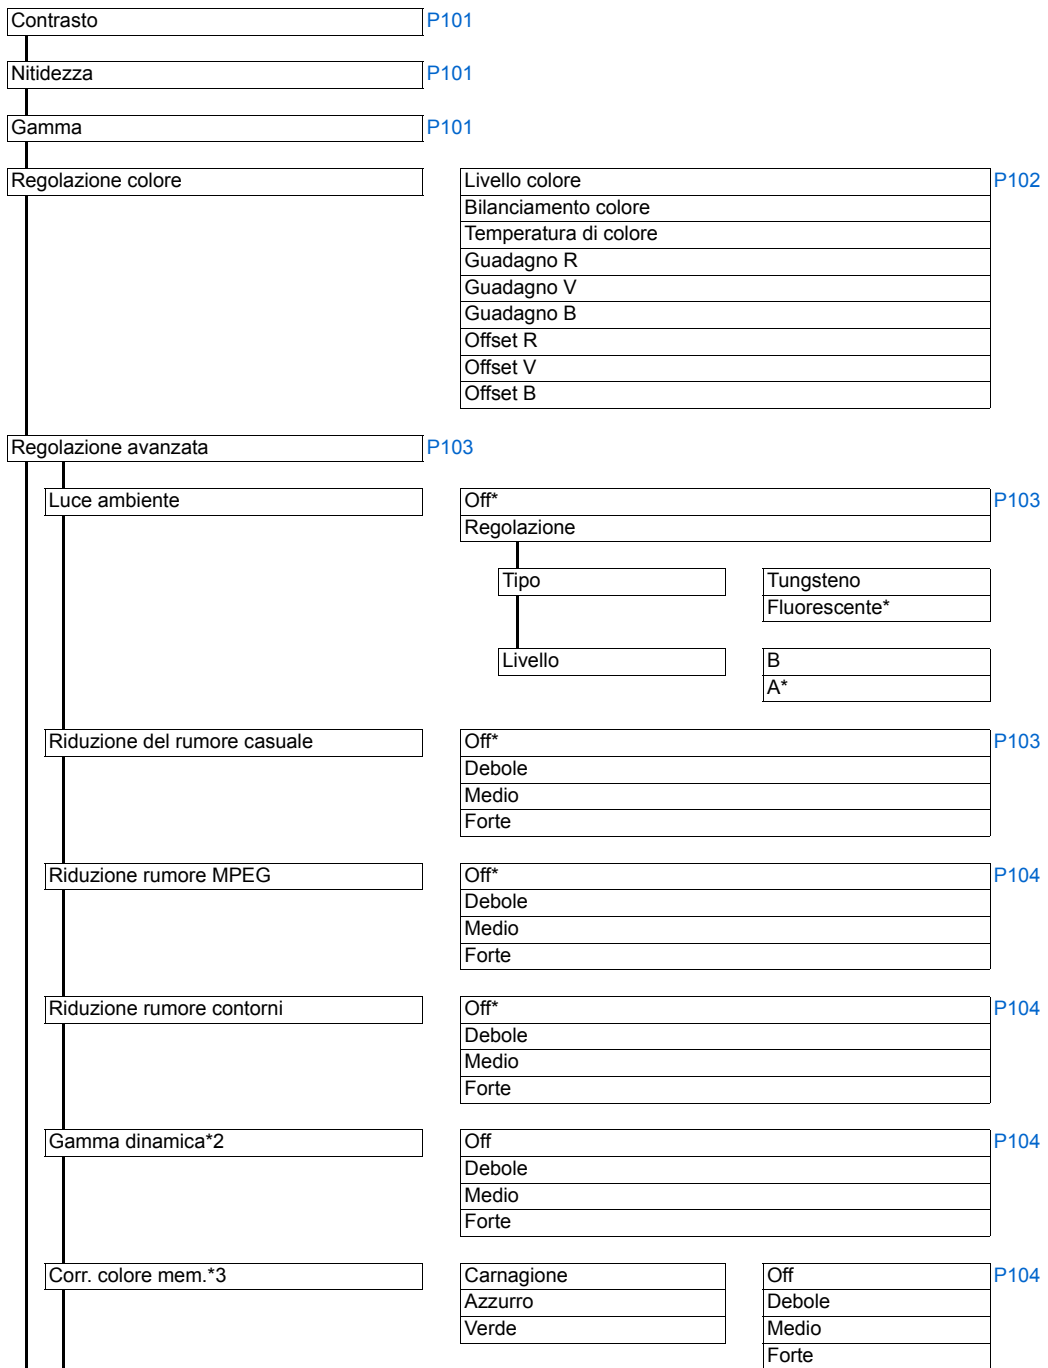 Contrasto P101
Nitidezza P101
Gamma P101
Regolazione colore Livello colore P102
Bilanciamento colore
Temperatura di colore
Guadagno R
Guadagno V
Guadagno B
Offset R
Offset V
Offset B
Regolazione avanzata P103
Luce ambiente Off* P103
Regolazione
Tipo Tungsteno
Fluorescente*
Livello B
A*
Riduzione del rumore casuale Off* P103
Debole
Medio
Forte
Riduzione rumore MPEG Off* P104
Debole
Medio
Forte
Riduzione rumore contorni Off* P104
Debole
Medio
Forte
Gamma dinamica*2 Off P104
Debole
Medio
Forte
Corr. colore mem.*3 Carnagione Off P104
Azzurro Debole
Verde Medio
Forte